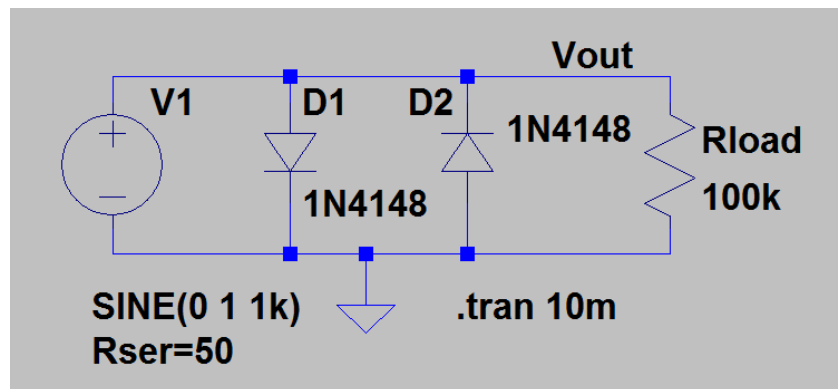 Vout
V1
D1
D2
1N4148
Rload
100k
1N4148
SINE(0 1 1k)
Rser=50
.tran 10m